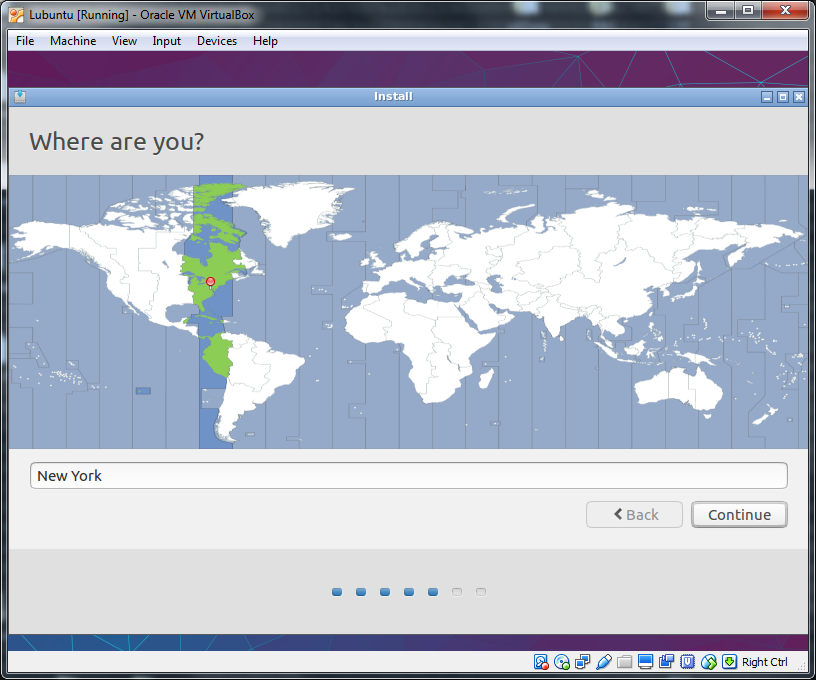 Lubuntu [Running] - Oracle VM VirtualBox
File Machine View Input Devices Help
Install
Where are you?
New York
Back
Continue
Right Ctrl